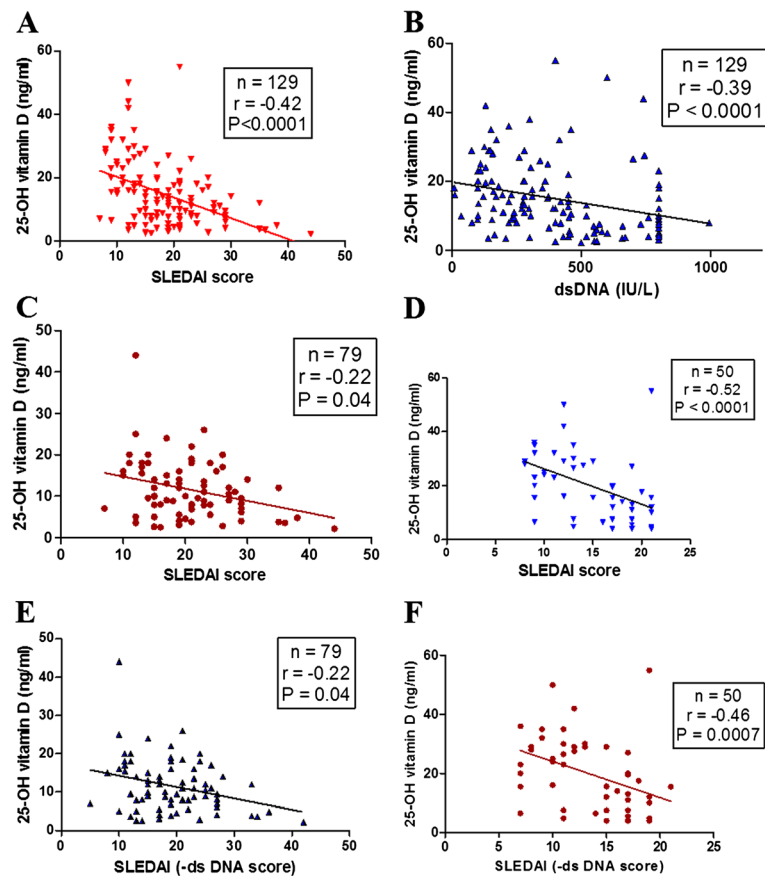 A
25-OH vitamin D (ng/ml)
60
40
20
0
0 10 20 30 40 50
SLEDAI score
n = 129
r = -0.42
P<0.0001
B
25-OH vitamin D (ng/ml)
60
40
20
0
0 500 1000
dsDNA (IU/L)
n = 129
r = -0.39
P < 0.0001
C
25-OH vitamin D (ng/ml)
50
40
30
20
10
0
0 10 20 30 40 50
SLEDAI score
n = 79
r = -0.22
P = 0.04
D
25-OH vitamin D (ng/ml)
60
40
20
0
0 5 10 15 20 25
SLEDAI score
n = 50
r = -0.52
P < 0.0001
E
25-OH vitamin D (ng/ml)
50
40
30
20
10
0
0 10 20 30 40 50
SLEDAI (-ds DNA score)
n = 79
r = -0.22
P = 0.04
F
25-OH vitamin D (ng/ml)
60
40
20
0
0 5 10 15 20 25
SLEDAI (-ds DNA score)
n = 50
r = -0.46
P = 0.0007